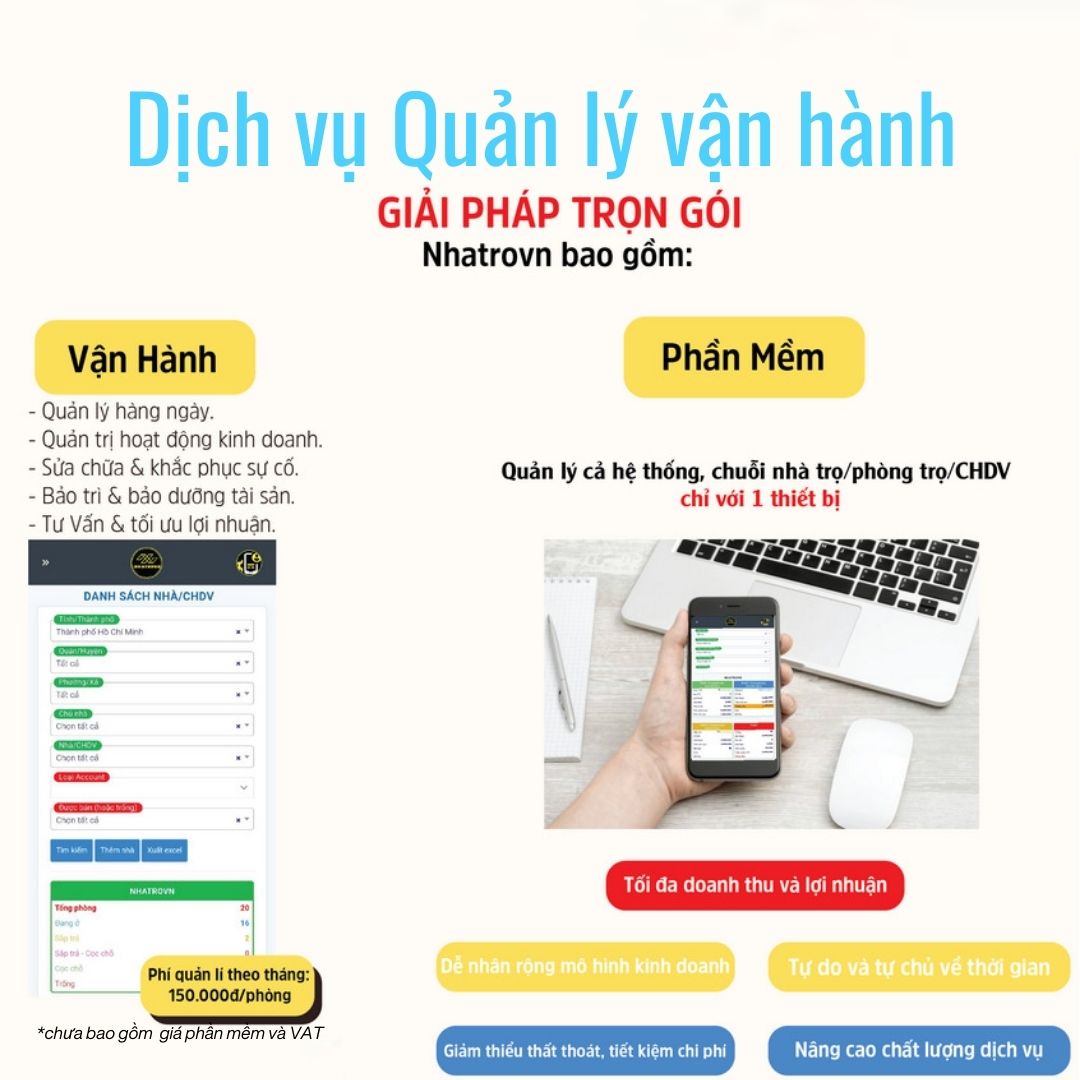 Dịch vụ Quản lý vận hành
GIẢI PHÁP TRỌN GÓI
Nhatrovn bao gồm:
Vận Hành
- Quản lý hàng ngày.
- Quản trị hoạt động kinh doanh.
- Sửa chữa & khắc phục sự cố.
- Bảo trì & bảo dưỡng tài sản.
- Tư Vấn & tối ưu lợi nhuận.
DANH SÁCH NHÀ/CHDV
Tỉnh/Thành phố
Thành phố Hồ Chí Minh
Quận/Huyện
Tất cả
Phường/Xã
Tất cả
Chủ nhà
Chọn tất cả
Nhà/CHDV
Chọn tất cả
Loại Account
Được bán (hoặc trống)
Chọn tất cả
Tìm kiếm Thêm nhà Xuất excel
NHATROVN
Tổng phòng 20
Đang ở 16
Sắp trả 2
Sắp trả - Cọc chỗ 0
Cọc chỗ
Trống
Phí quản lí theo tháng:
150.000đ/phòng
*chưa bao gồm giá phần mềm và VAT
Phần Mềm
Quản lý cả hệ thống, chuỗi nhà trọ/phòng trọ/CHDV
chỉ với 1 thiết bị
Tối đa doanh thu và lợi nhuận
Dễ nhân rộng mô hình kinh doanh
Tự do và tự chủ về thời gian
Giảm thiểu thất thoát, tiết kiệm chi phí
Nâng cao chất lượng dịch vụ